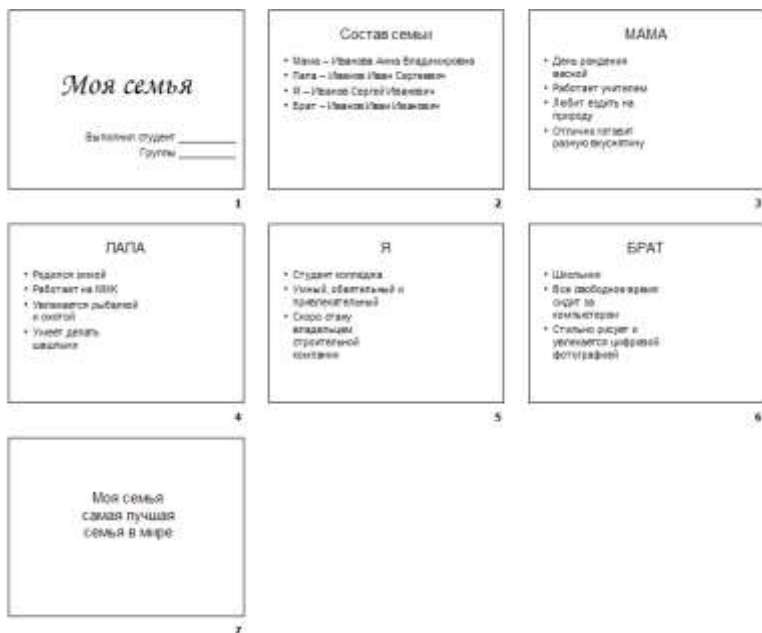 Моя семья
Выполнил студент ________
Группы ________
1
Состав семьи
• Мама – Иванова Анна Владимировна
• Папа – Иванов Иван Сергеевич
• Я – Иванов Сергей Иванович
• Брат – Иванов Иван Иванович
2
МАМА
• День рождения
весной
• Работает учителем
• Любит ездить на
природу
• Отлично готовит
разную вкуснятину
3
ПАПА
• Родился зимой
• Работает на ММК
• Увлекается рыбалкой
и охотой
• Умеет делать
шашлыки
4
Я
• Студент колледжа
• Умный, обаятельный и
привлекательный
• Скоро стану
владельцем
строительной
компании
5
БРАТ
• Школьник
• Все свободное время
сидит за
компьютером
• Стильно рисует и
увлекается цифровой
фотографией
6
Моя семья
самая лучшая
семья в мире
7